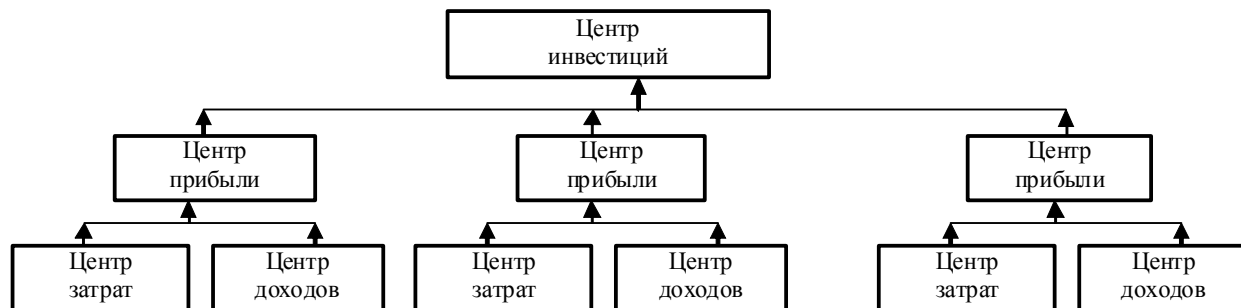 Центр
инвестиций
Центр
прибыли
Центр
прибыли
Центр
прибыли
Центр
затрат
Центр
доходов
Центр
затрат
Центр
доходов
Центр
затрат
Центр
доходов